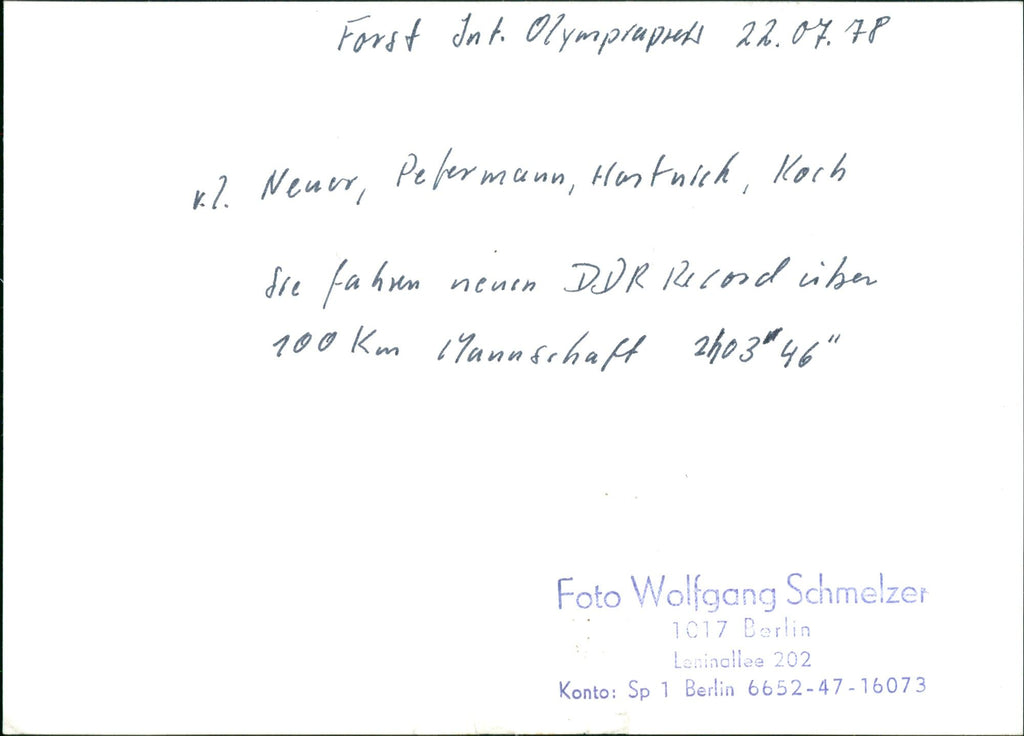 Forst Int. Olympiapreis 22.07.78
v.l. Neuer, Petermann, Hartnick, Koch
Sie fahren neuen DDR Record über
100 Km Mannschaft 2h03"46"
Foto Wolfgang Schmelzer
1017 Berlin
Leninallee 202
Konto: Sp 1 Berlin 6652-47-16073